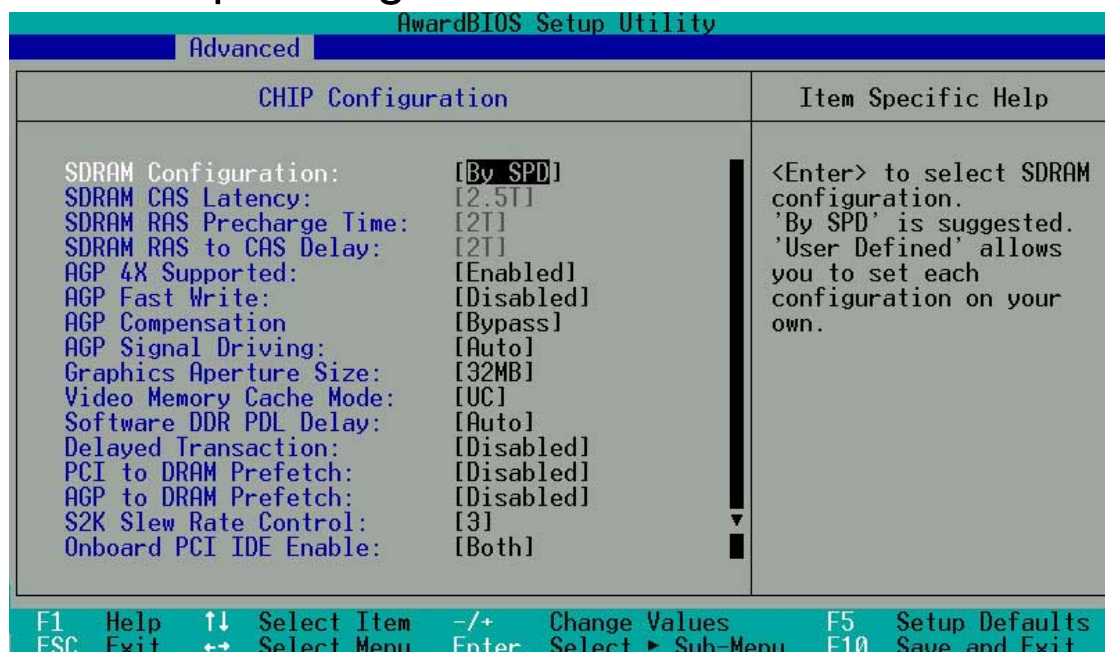 AwardBIOS Setup Utility
Advanced
CHIP Configuration
Item Specific Help
SDRAM Configuration: [By SPD]
SDRAM CAS Latency: [2.5T]
SDRAM RAS Precharge Time: [2T]
SDRAM RAS to CAS Delay: [2T]
AGP 4X Supported: [Enabled]
AGP Fast Write: [Disabled]
AGP Compensation [Bypass]
AGP Signal Driving: [Auto]
Graphics Aperture Size: [32MB]
Video Memory Cache Mode: [UC]
Software DDR PDL Delay: [Auto]
Delayed Transaction: [Disabled]
PCI to DRAM Prefetch: [Disabled]
AGP to DRAM Prefetch: [Disabled]
S2K Slew Rate Control: [3]
Onboard PCI IDE Enable: [Both]
<Enter> to select SDRAM
configuration.
'By SPD' is suggested.
'User Defined' allows
you to set each
configuration on your
own.
F1 Help ↑↓ Select Item -/+ Change Values F5 Setup Defaults
ESC Exit ←→ Select Menu Enter Select ► Sub-Menu F10 Save and Exit